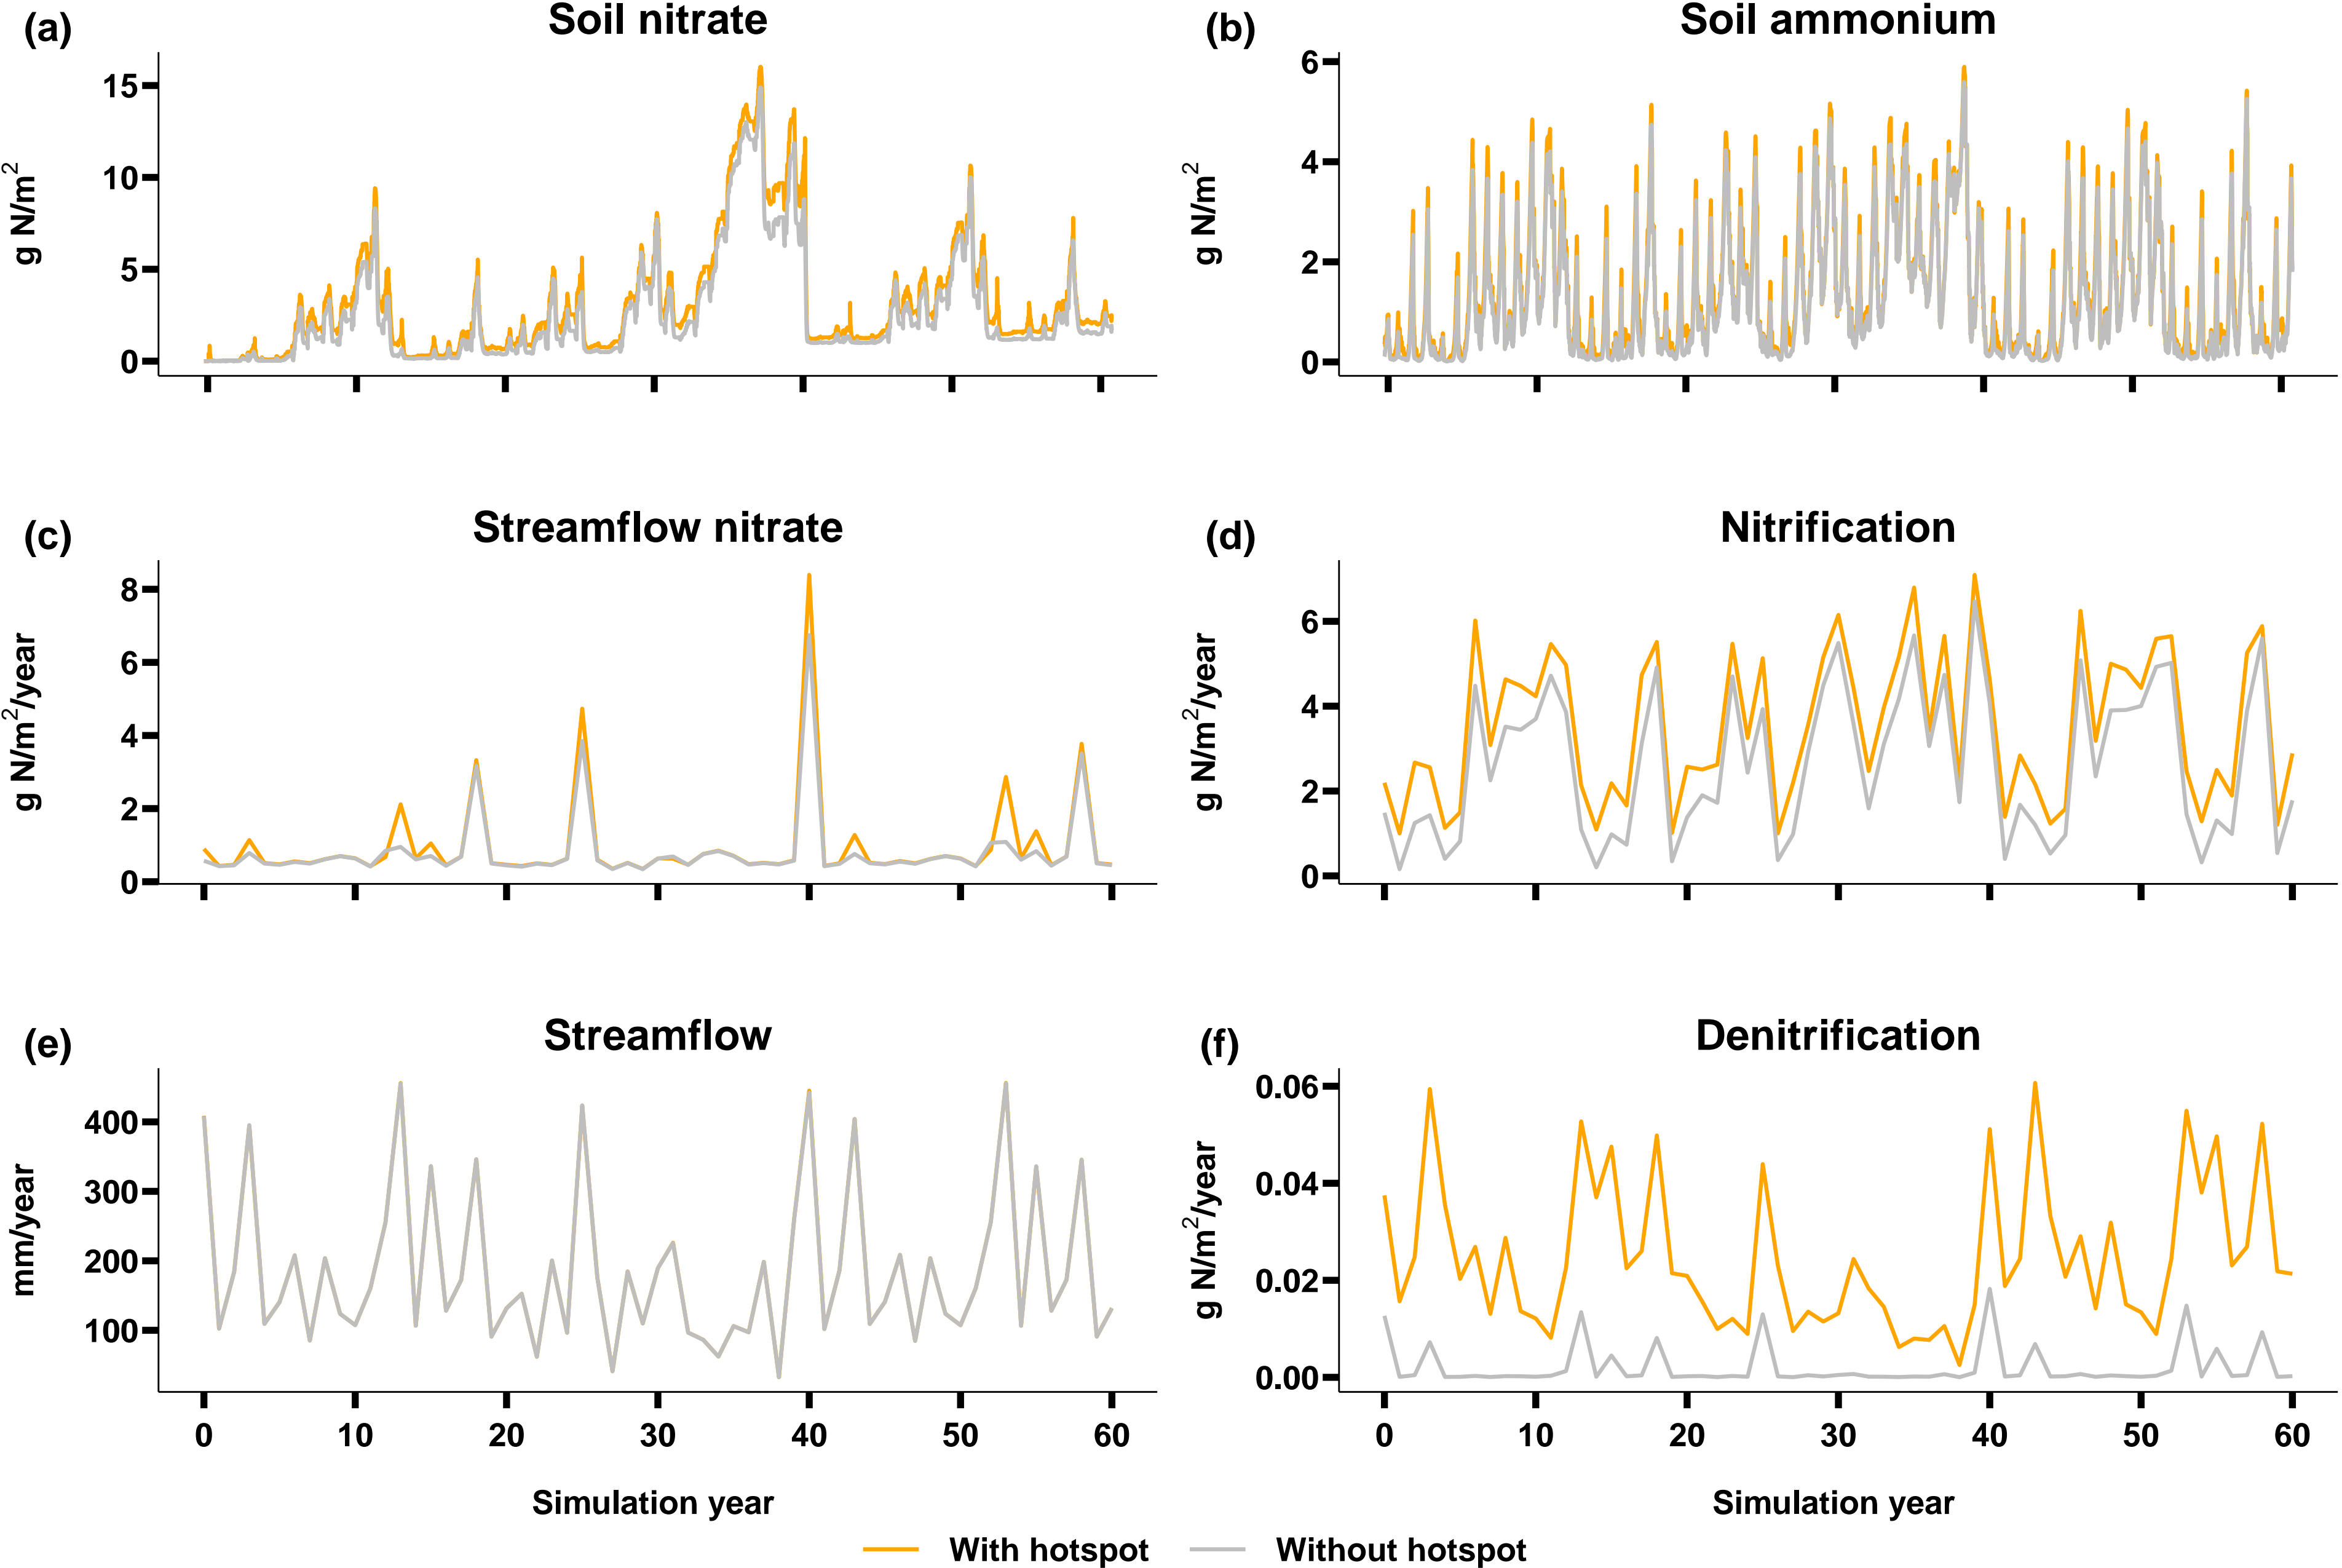 (a) Soil nitrate
g N/m²
15
10
5
0
(b) Soil ammonium
g N/m²
6
4
2
0
(c) Streamflow nitrate
g N/m²/year
8
6
4
2
0
(d) Nitrification
g N/m²/year
6
4
2
0
(e) Streamflow
mm/year
400
300
200
100
0 10 20 30 40 50 60
Simulation year
(f) Denitrification
g N/m²/year
0.06
0.04
0.02
0.00
0 10 20 30 40 50 60
Simulation year
With hotspot Without hotspot